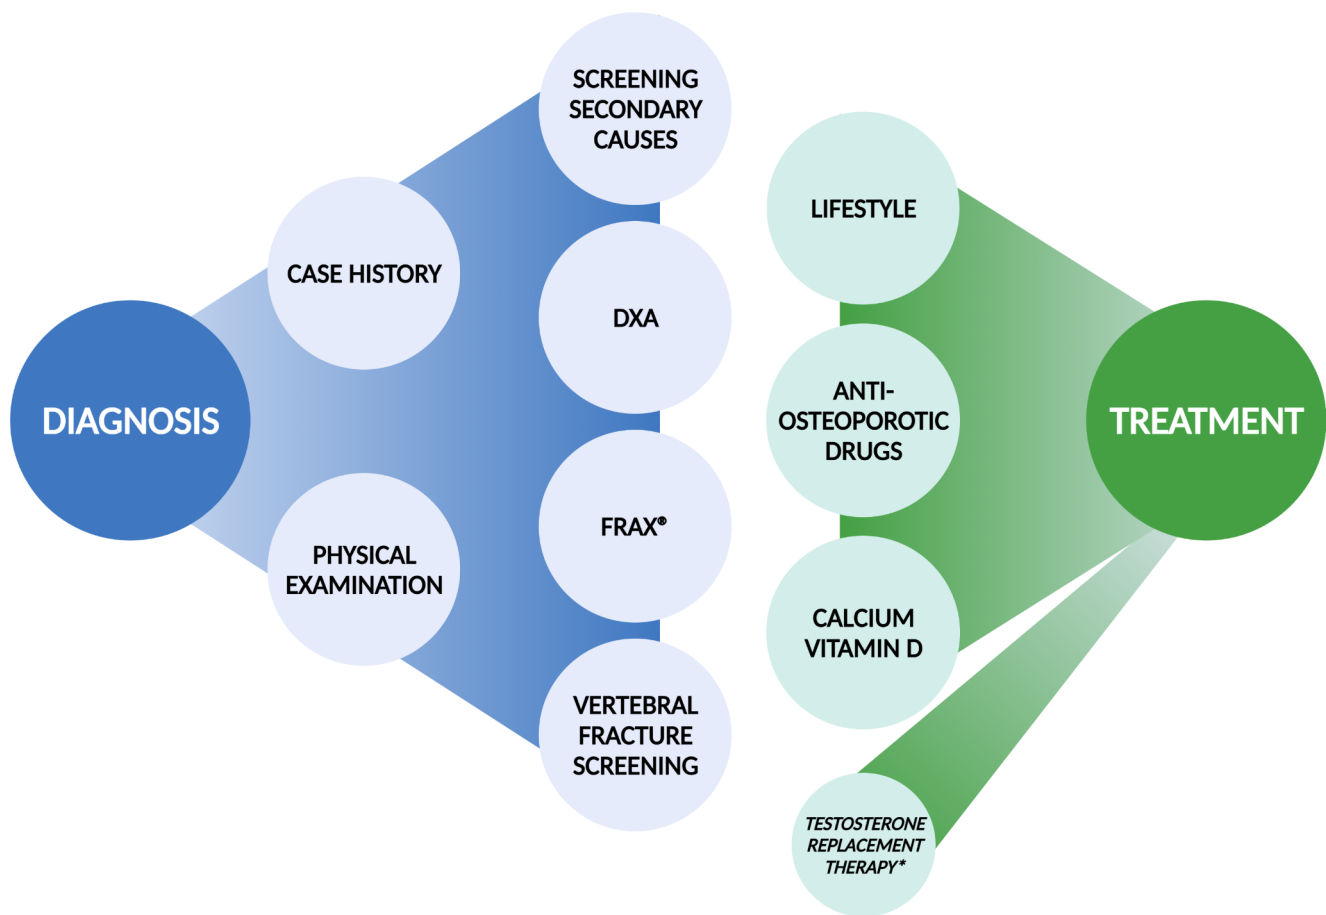 DIAGNOSIS
CASE HISTORY
PHYSICAL
EXAMINATION
SCREENING
SECONDARY
CAUSES
DXA
FRAX®
VERTEBRAL
FRACTURE
SCREENING
LIFESTYLE
ANTI-
OSTEOPOROTIC
DRUGS
CALCIUM
VITAMIN D
TESTOSTERONE
REPLACEMENT
THERAPY*
TREATMENT